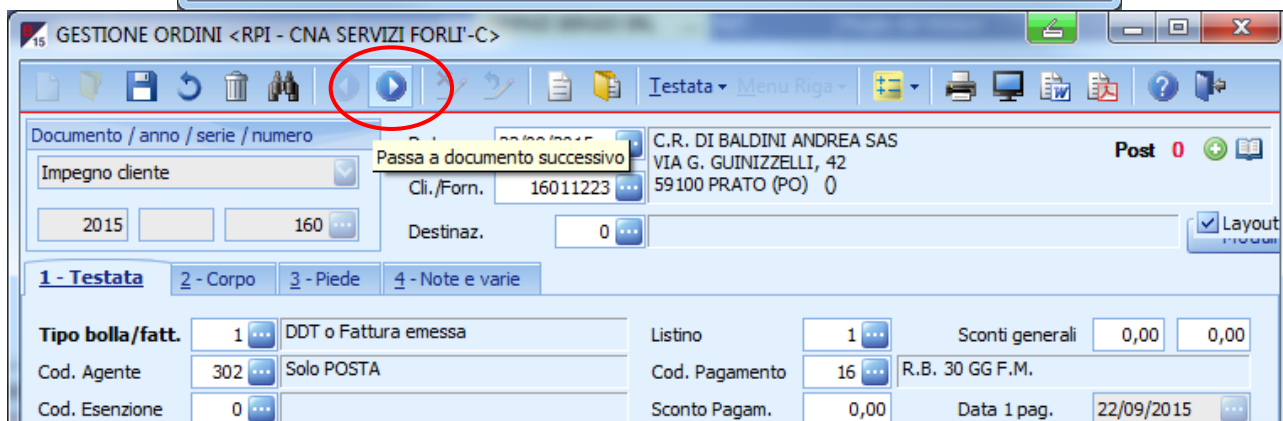 15 GESTIONE ORDINI <RPI - CNA SERVIZI FORLI'-C>
Testata Menu Riga
Documento / anno / serie / numero
Impegno cliente
2015 160
Passa a documento successivo
Cli./Forn. 16011223
Destinaz. 0
C.R. DI BALDINI ANDREA SAS
VIA G. GUINIZZELLI, 42
59100 PRATO (PO) ()
Post 0
Layout
1 - Testata 2 - Corpo 3 - Piede 4 - Note e varie
Tipo bolla/fatt. 1 DDT o Fattura emessa Listino 1 Sconti generali 0,00 0,00
Cod. Agente 302 Solo POSTA Cod. Pagamento 16 R.B. 30 GG F.M.
Cod. Esenzione 0 Sconto Pagam. 0,00 Data 1 pag. 22/09/2015